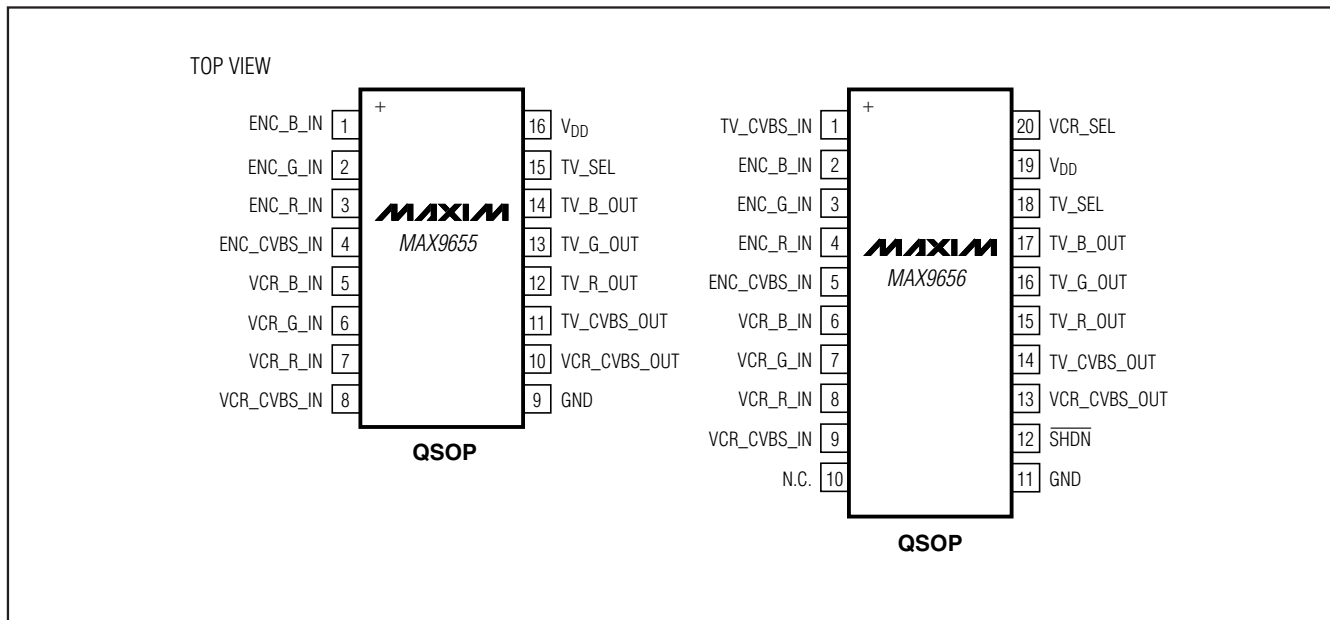 TOP VIEW
+
ENC_B_IN 1
ENC_G_IN 2
ENC_R_IN 3
ENC_CVBS_IN 4
VCR_B_IN 5
VCR_G_IN 6
VCR_R_IN 7
VCR_CVBS_IN 8
MAXIM
MAX9655
16 VDD
15 TV_SEL
14 TV_B_OUT
13 TV_G_OUT
12 TV_R_OUT
11 TV_CVBS_OUT
10 VCR_CVBS_OUT
9 GND
QSOP
+
TV_CVBS_IN 1
ENC_B_IN 2
ENC_G_IN 3
ENC_R_IN 4
ENC_CVBS_IN 5
VCR_B_IN 6
VCR_G_IN 7
VCR_R_IN 8
VCR_CVBS_IN 9
N.C. 10
MAXIM
MAX9656
20 VCR_SEL
19 VDD
18 TV_SEL
17 TV_B_OUT
16 TV_G_OUT
15 TV_R_OUT
14 TV_CVBS_OUT
13 VCR_CVBS_OUT
12 SHDN
11 GND
QSOP